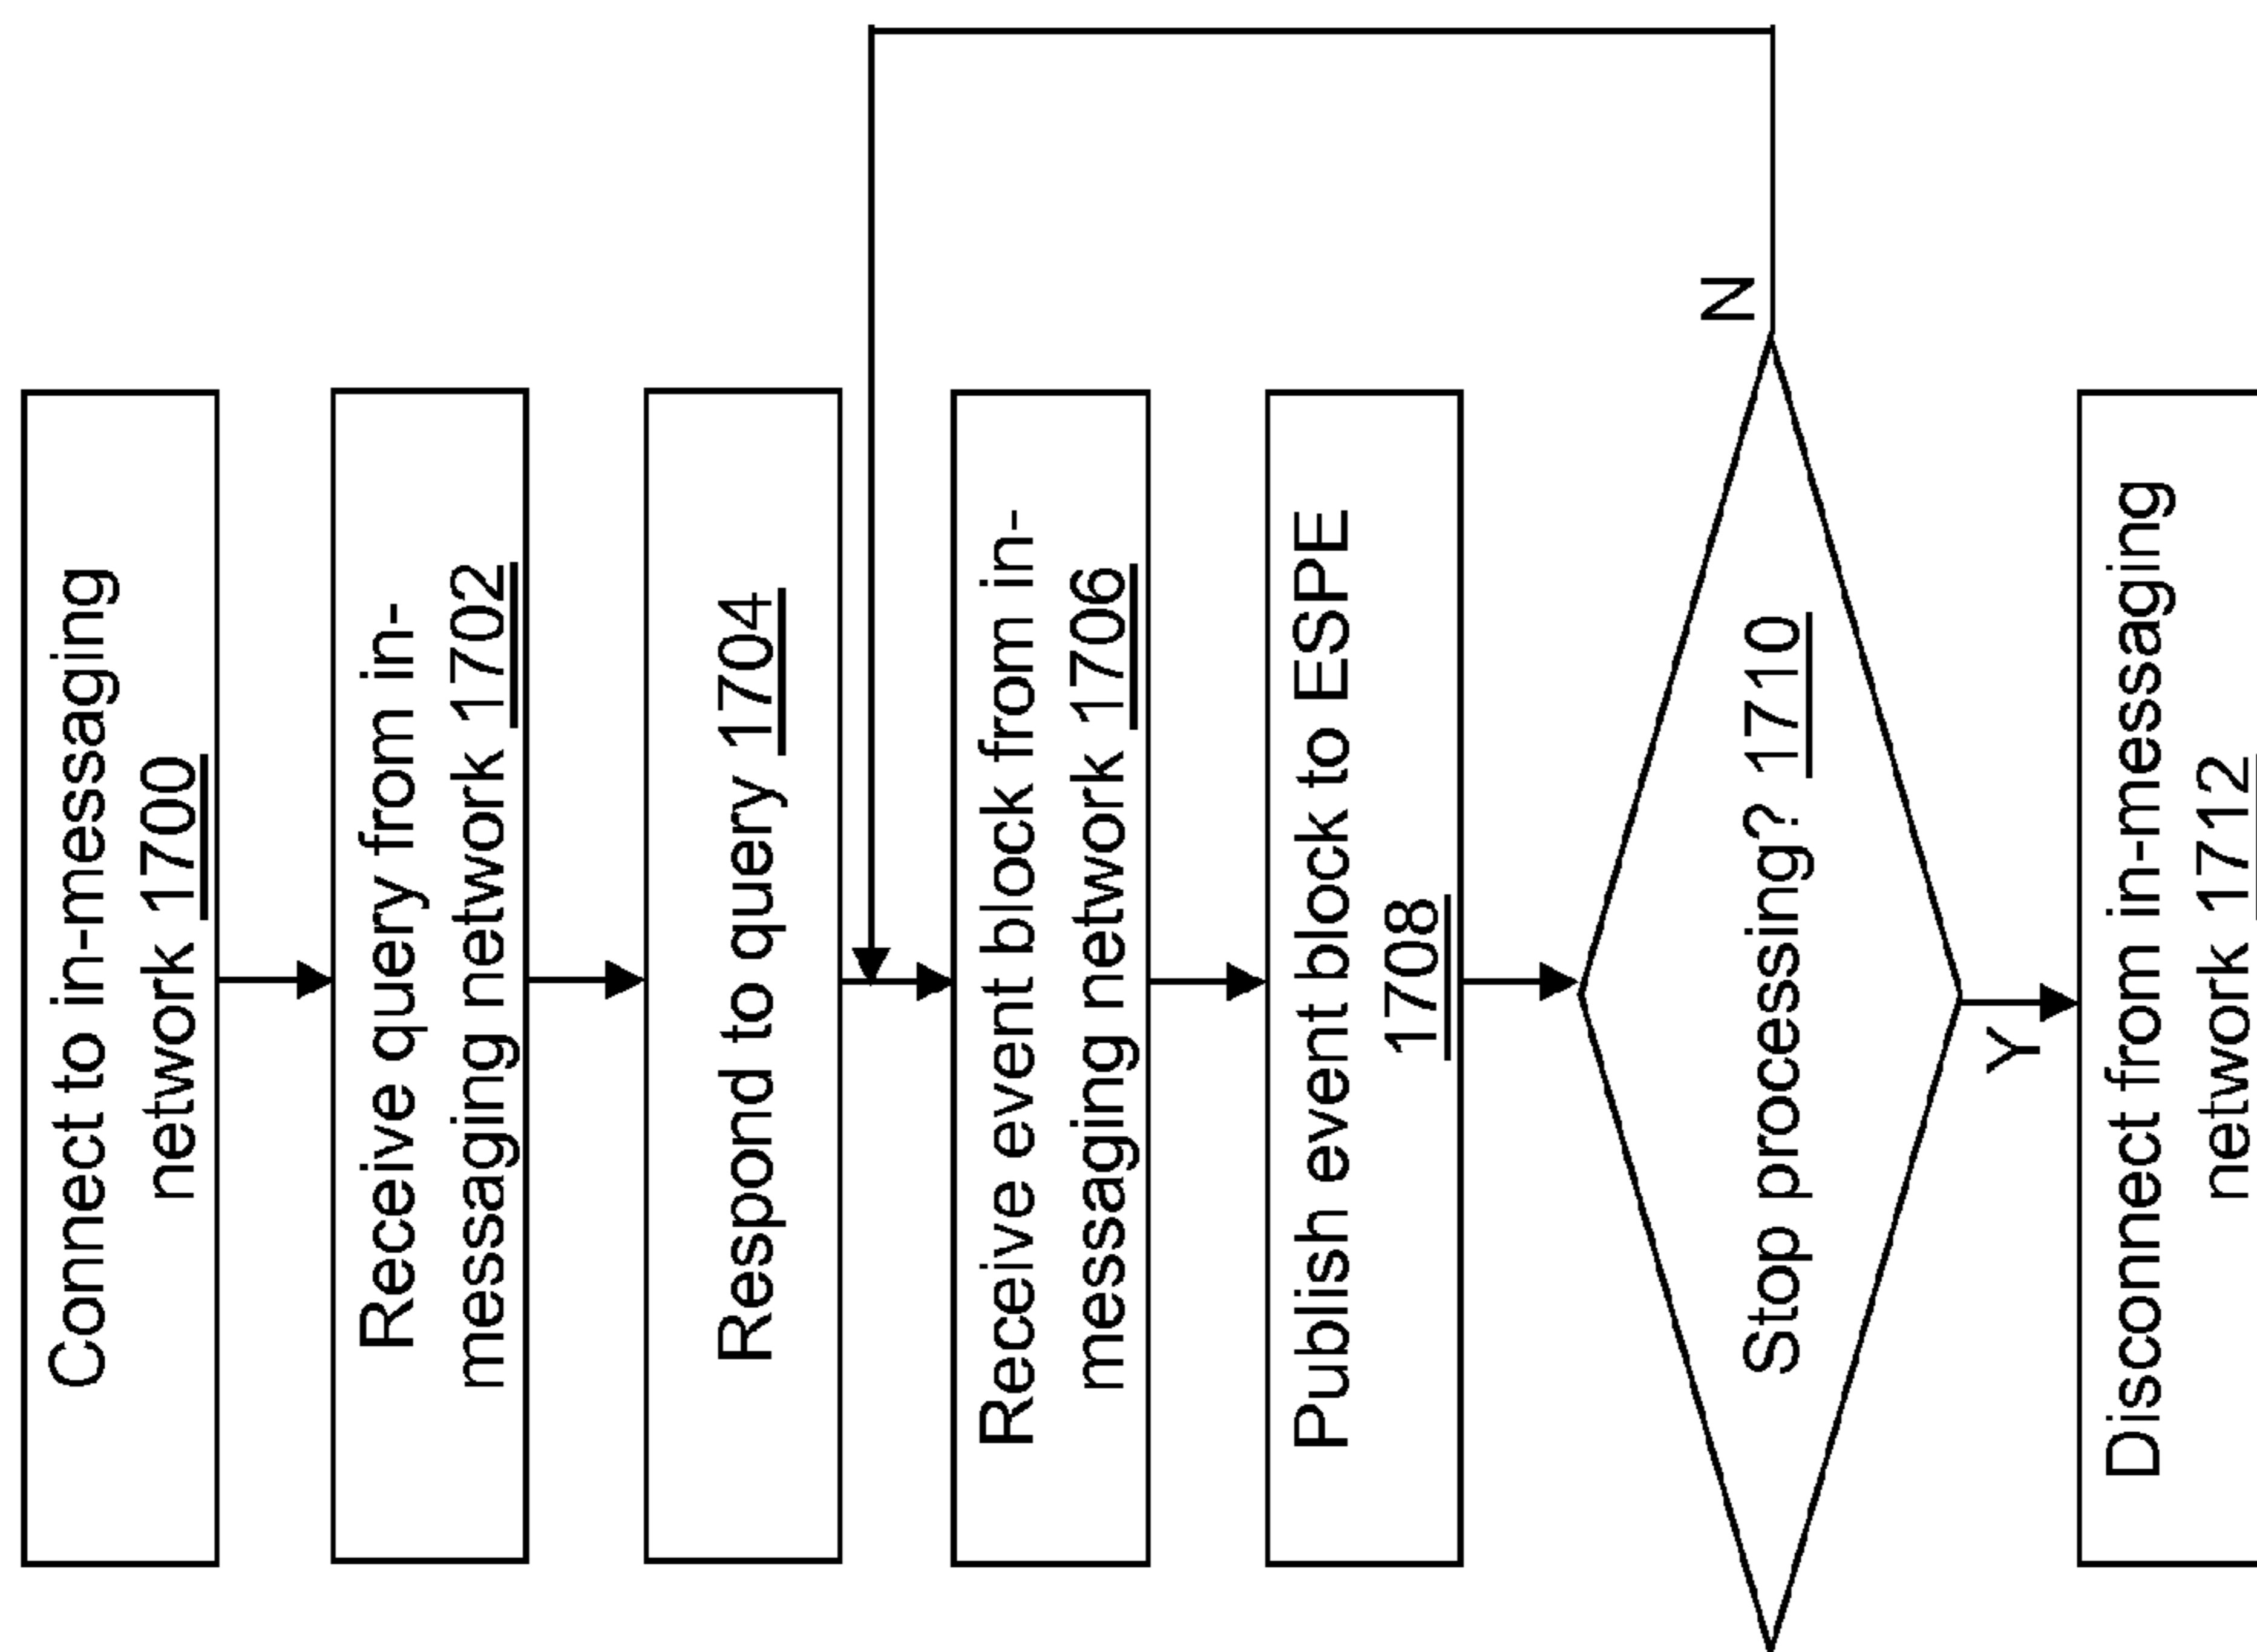 Connect to in-messaging
network 1700
Receive query from in-
messaging network 1702
Respond to query 1704
Receive event block from in-
messaging network 1706
Publish event block to ESPE
1708
Stop processing? 1710
N
Y
Disconnect from in-messaging
network 1712